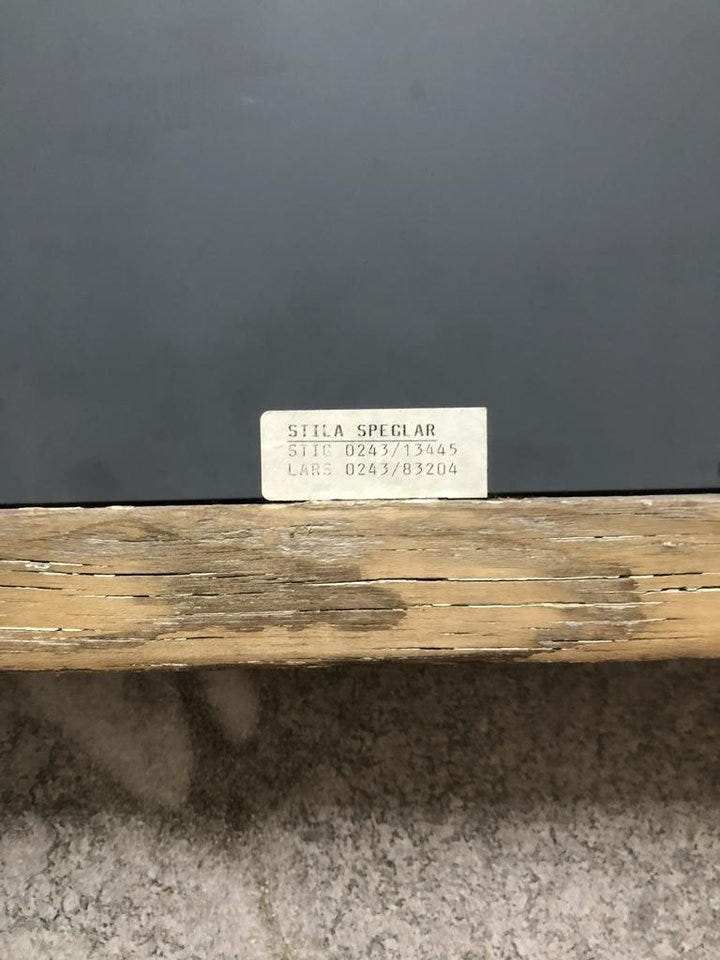 STILA SPEGLAR
STIG 0243/13445
LARS 0243/83204